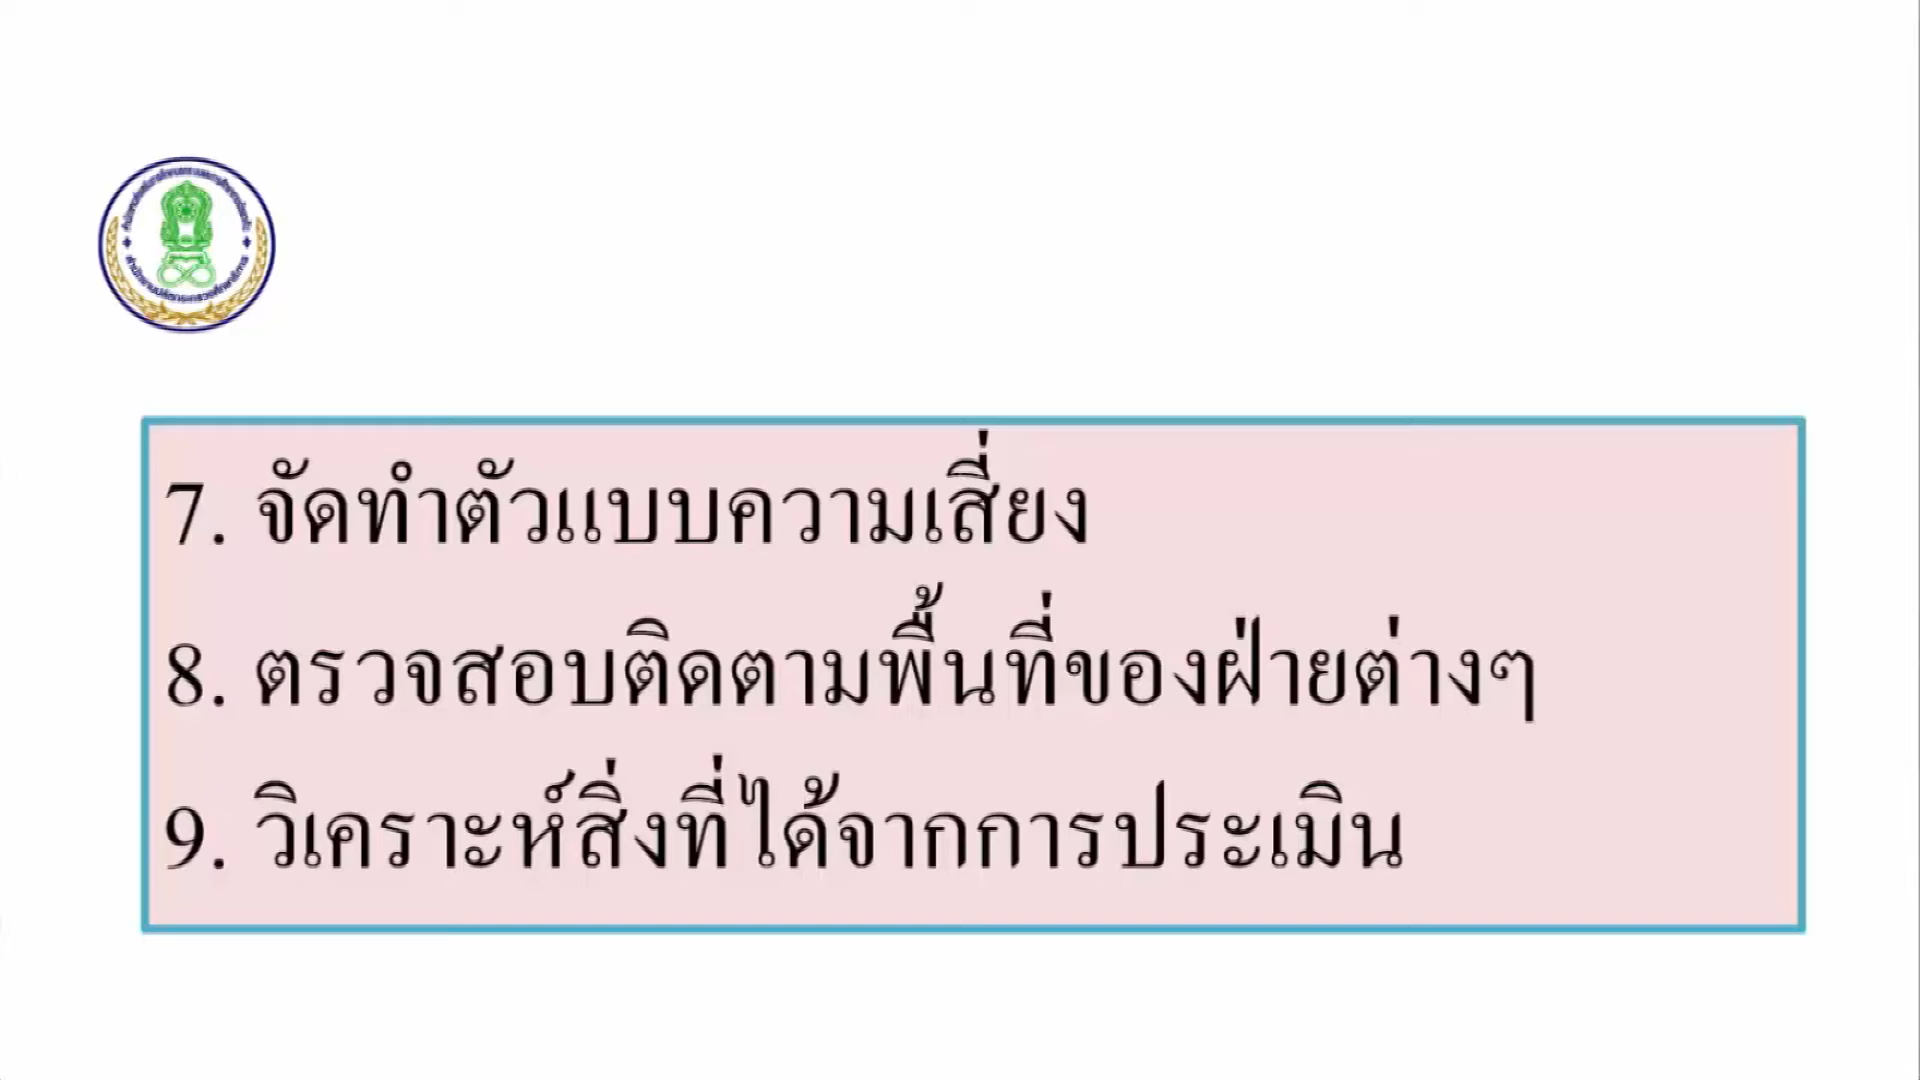 7. จัดทำตัวแบบความเสี่ยง
8. ตรวจสอบติดตามพื้นที่ของฝ่ายต่างๆ
9. วิเคราะห์สิ่งที่ได้จากการประเมิน